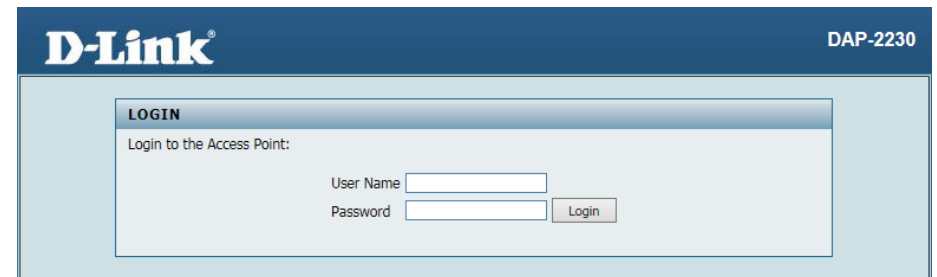 D-Link®
DAP-2230
LOGIN
Login to the Access Point:
User Name
Password
Login